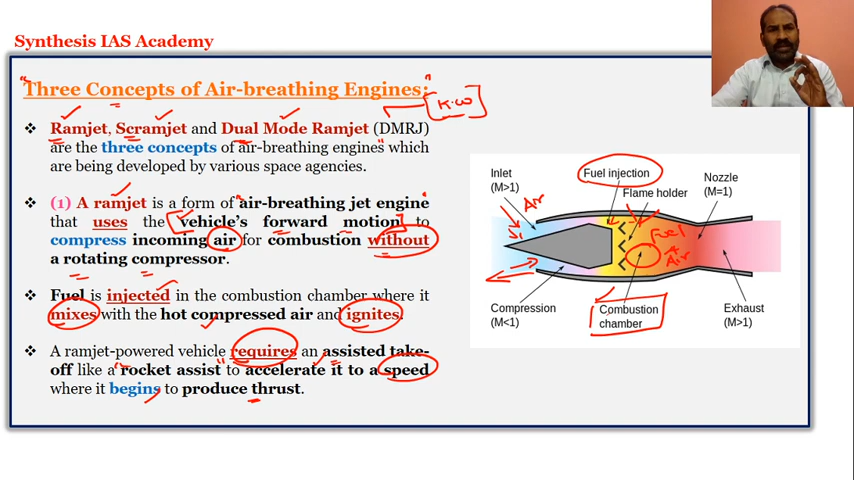 Synthesis IAS Academy
"Three Concepts of Air-breathing Engines:"
[K.W]
❖ Ramjet, Scramjet and Dual Mode Ramjet (DMRJ)
are the three concepts of air-breathing engines which
are being developed by various space agencies.
❖ (1) A ramjet is a form of air-breathing jet engine
that uses the vehicle's forward motion to
compress incoming air for combustion without
a rotating compressor.
❖ Fuel is injected in the combustion chamber where it
mixes with the hot compressed air and ignites.
❖ A ramjet-powered vehicle requires an assisted take-
off like a rocket assist to accelerate it to a speed
where it begins to produce thrust.
Inlet
(M>1)
Air
Fuel injection
Flame holder
Nozzle
(M=1)
Fuel
+
Air
Compression
(M<1)
Combustion
chamber
Exhaust
(M>1)